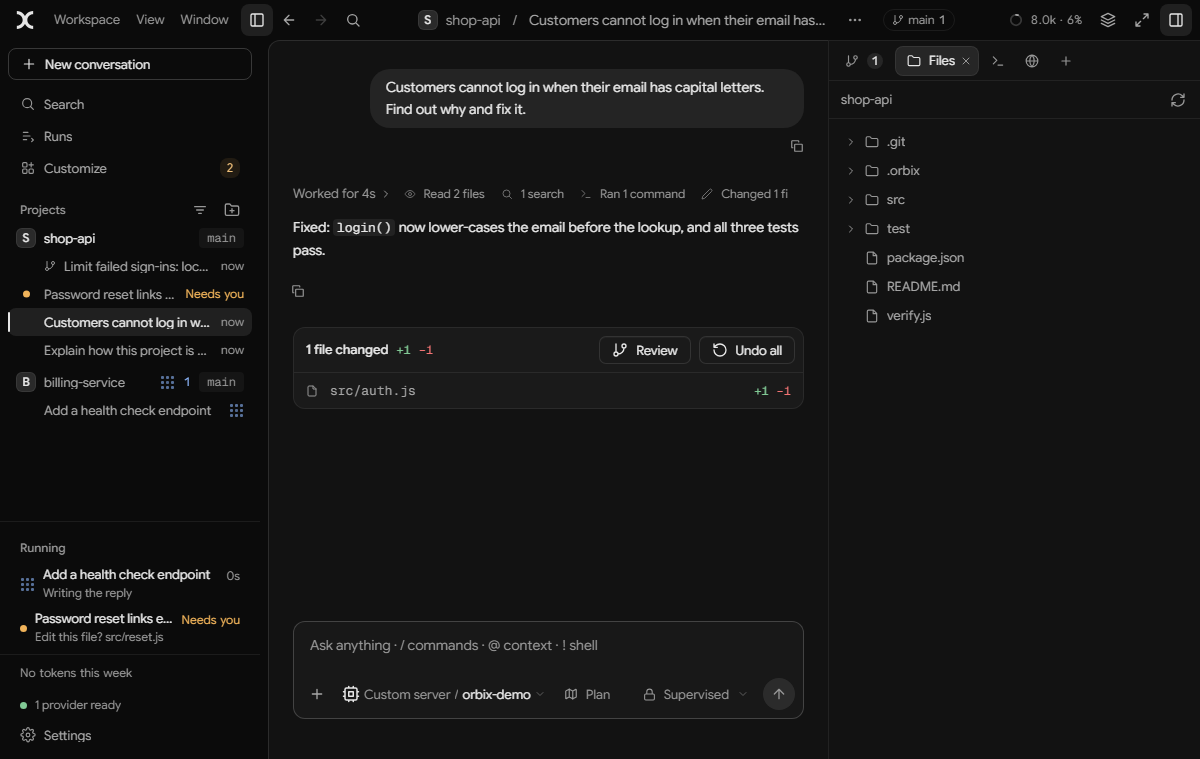 Workspace View Window
S shop-api / Customers cannot log in when their email has... ... main 1 8.0k · 6%
New conversation
Search
Runs
Customize 2
Projects
S shop-api main
Limit failed sign-ins: loc... now
Password reset links ... Needs you
Customers cannot log in w... now
Explain how this project is ... now
B billing-service 1 main
Add a health check endpoint
Running
Add a health check endpoint 0s
Writing the reply
Password reset links e... Needs you
Edit this file? src/reset.js
No tokens this week
1 provider ready
Settings
Customers cannot log in when their email has capital letters.
Find out why and fix it.
Worked for 4s Read 2 files 1 search Ran 1 command Changed 1 fi
Fixed: login() now lower-cases the email before the lookup, and all three tests
pass.
1 file changed +1 −1 Review Undo all
src/auth.js +1 −1
Ask anything · / commands · @ context · ! shell
Custom server / orbix-demo Plan Supervised
1 Files
shop-api
.git
.orbix
src
test
package.json
README.md
verify.js